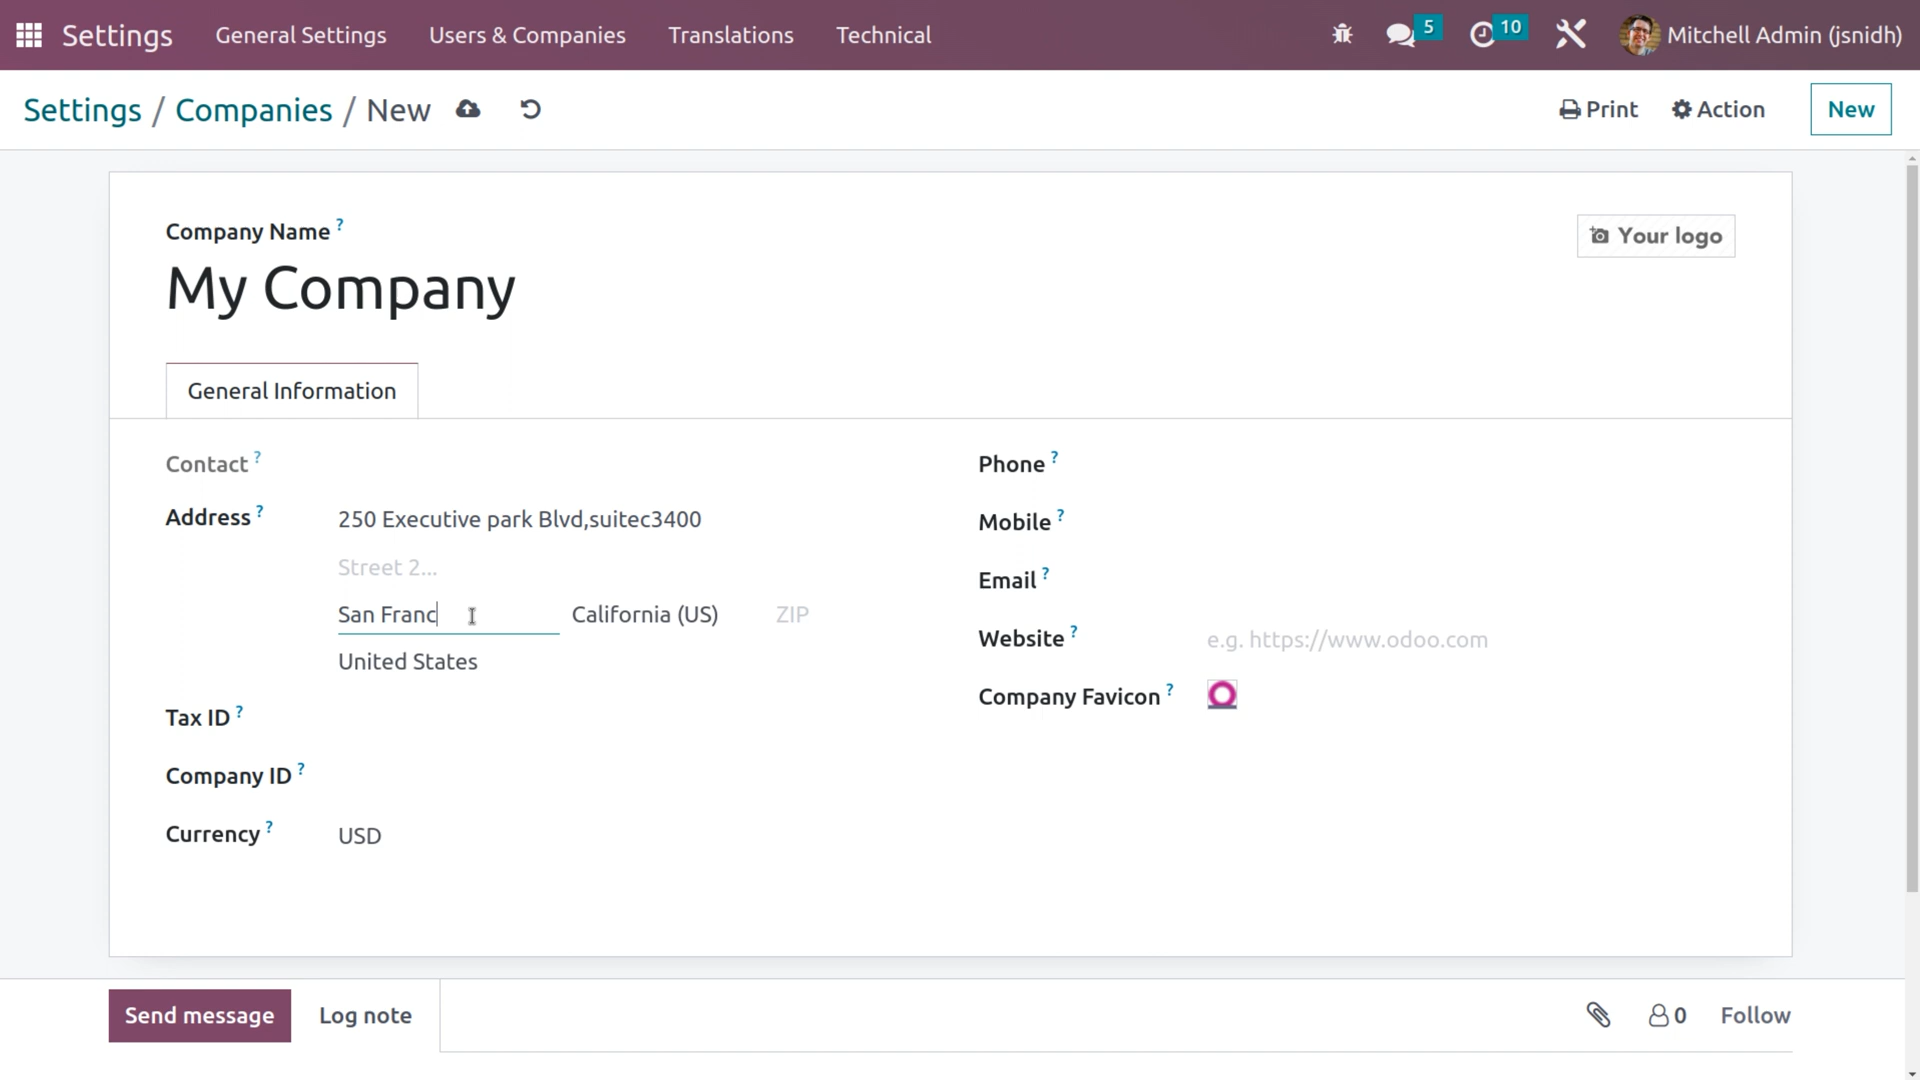 Settings General Settings Users & Companies Translations Technical 5 10 Mitchell Admin (jsnidh)
Settings / Companies / New Print Action New
Company Name ?
Your logo
My Company
General Information
Contact ?
Phone ?
Address ? 250 Executive park Blvd,suitec3400
Mobile ?
Street 2...
Email ?
San Franc California (US) ZIP
Website ? e.g. https://www.odoo.com
United States
Company Favicon ?
Tax ID ?
Company ID ?
Currency ? USD
Send message Log note 0 Follow